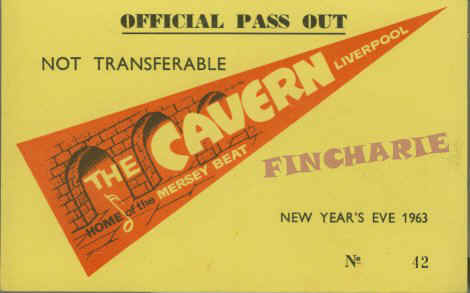 OFFICIAL PASS OUT
NOT TRANSFERABLE
THE CAVERN LIVERPOOL
HOME of the MERSEY BEAT
FINCHARIE
NEW YEAR'S EVE 1963
No 42